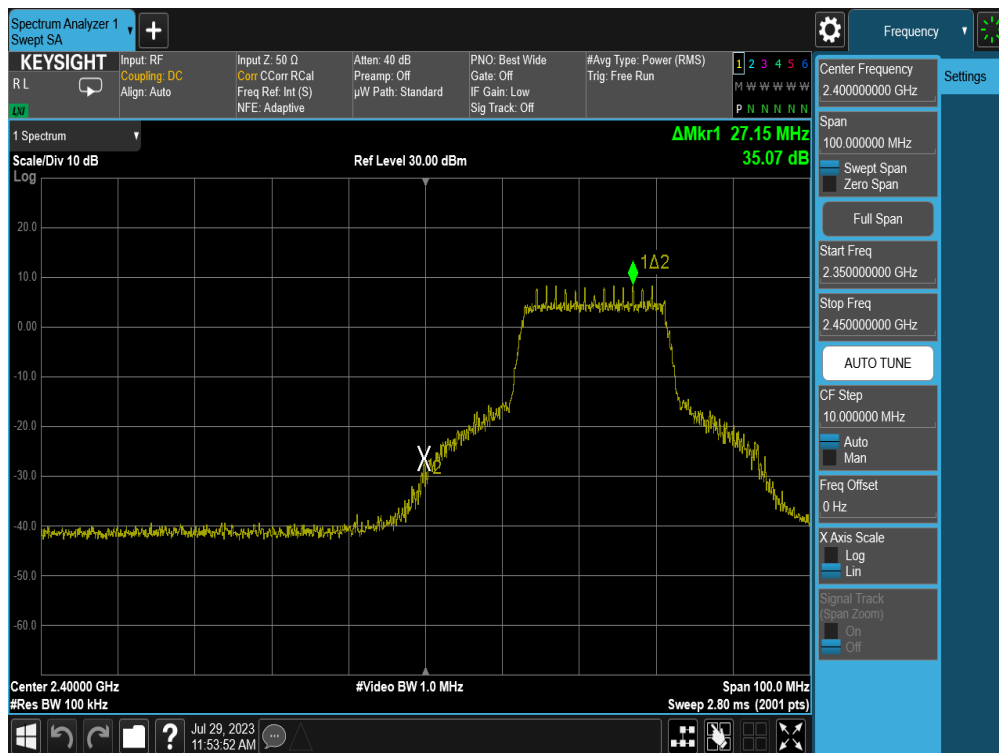 Spectrum Analyzer 1
Swept SA
Frequency
KEYSIGHT
R L
LXI
Input: RF
Coupling: DC
Align: Auto
Input Z: 50 Ω
Corr CCorr RCal
Freq Ref: Int (S)
NFE: Adaptive
Atten: 40 dB
Preamp: Off
µW Path: Standard
PNO: Best Wide
Gate: Off
IF Gain: Low
Sig Track: Off
#Avg Type: Power (RMS)
Trig: Free Run
1 2 3 4 5 6
M W W W W W
P N N N N N
1 Spectrum
Scale/Div 10 dB
Log
Ref Level 30.00 dBm
ΔMkr1 27.15 MHz
35.07 dB
20.0
10.0
0.00
-10.0
-20.0
-30.0
-40.0
-50.0
-60.0
1Δ2
X2
Center 2.40000 GHz
#Res BW 100 kHz
#Video BW 1.0 MHz
Span 100.0 MHz
Sweep 2.80 ms (2001 pts)
Center Frequency
2.400000000 GHz
Span
100.000000 MHz
Swept Span
Zero Span
Full Span
Start Freq
2.350000000 GHz
Stop Freq
2.450000000 GHz
AUTO TUNE
CF Step
10.000000 MHz
Auto
Man
Freq Offset
0 Hz
X Axis Scale
Log
Lin
Signal Track
(Span Zoom)
On
Off
Settings
?
Jul 29, 2023
11:53:52 AM